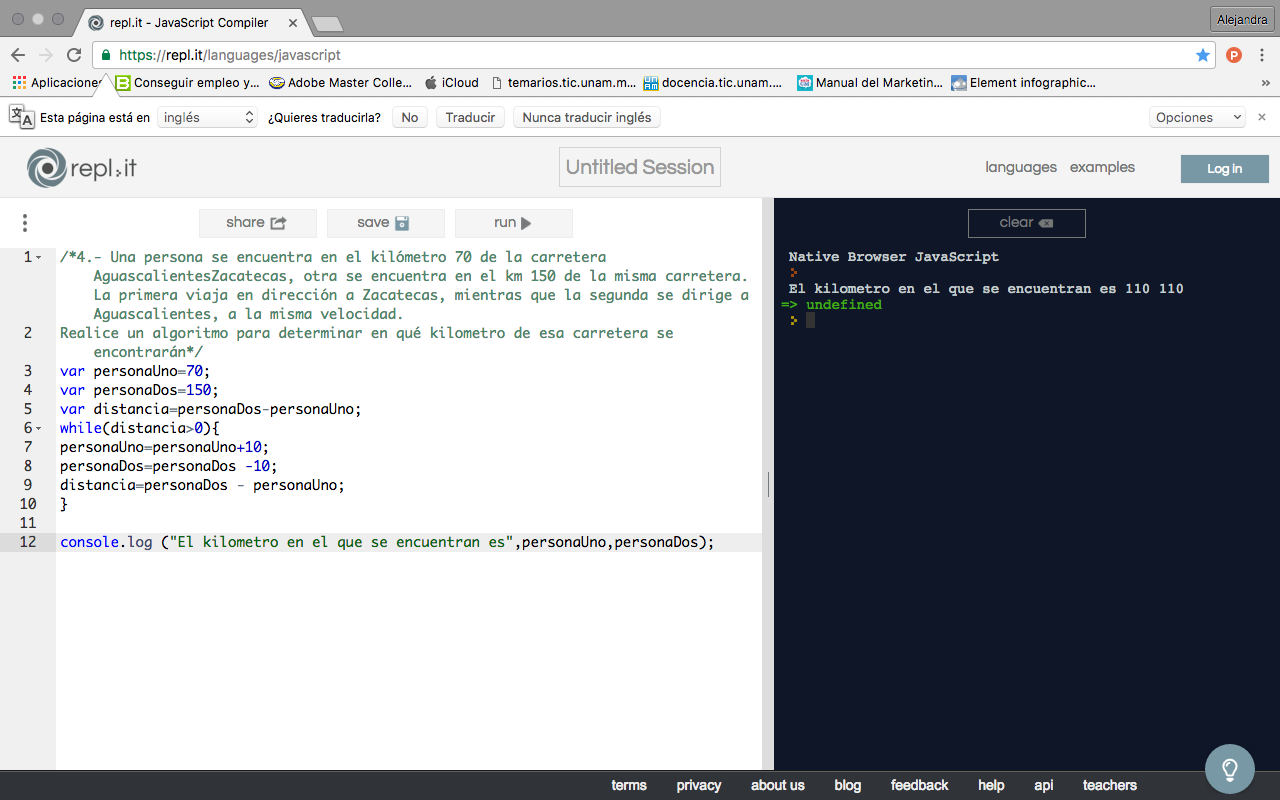 repl.it - JavaScript Compiler
Alejandra
https://repl.it/languages/javascript
Aplicaciones Conseguir empleo y... Adobe Master Colle... iCloud temarios.tic.unam.m... docencia.tic.unam.... Manual del Marketin... Element infographic... »
Esta página está en inglés ¿Quieres traducirla? No Traducir Nunca traducir inglés Opciones
repl.it Untitled Session languages examples Log in
share save run clear
1 /*4.- Una persona se encuentra en el kilómetro 70 de la carretera
AguascalientesZacatecas, otra se encuentra en el km 150 de la misma carretera.
La primera viaja en dirección a Zacatecas, mientras que la segunda se dirige a
Aguascalientes, a la misma velocidad.
2 Realice un algoritmo para determinar en qué kilometro de esa carretera se
encontrarán*/
3 var personaUno=70;
4 var personaDos=150;
5 var distancia=personaDos-personaUno;
6 while(distancia>0){
7 personaUno=personaUno+10;
8 personaDos=personaDos -10;
9 distancia=personaDos - personaUno;
10 }
11
12 console.log ("El kilometro en el que se encuentran es",personaUno,personaDos);
Native Browser JavaScript
>
El kilometro en el que se encuentran es 110 110
=> undefined
>
terms privacy about us blog feedback help api teachers